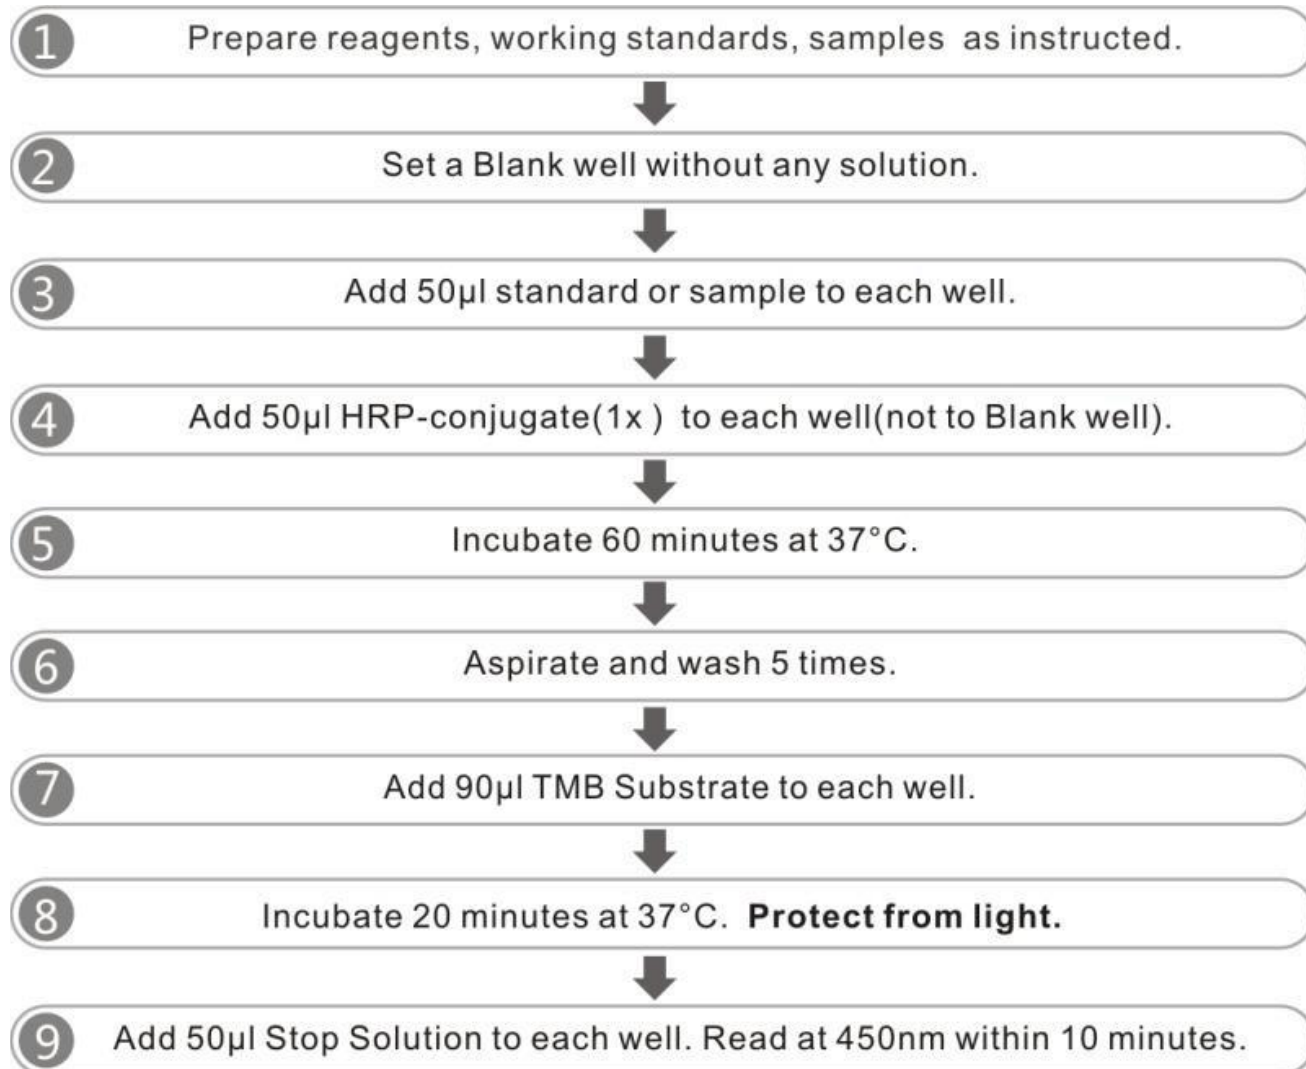 1 Prepare reagents, working standards, samples as instructed.
2 Set a Blank well without any solution.
3 Add 50μl standard or sample to each well.
4 Add 50μl HRP-conjugate(1x ) to each well(not to Blank well).
5 Incubate 60 minutes at 37°C.
6 Aspirate and wash 5 times.
7 Add 90μl TMB Substrate to each well.
8 Incubate 20 minutes at 37°C. Protect from light.
9 Add 50μl Stop Solution to each well. Read at 450nm within 10 minutes.